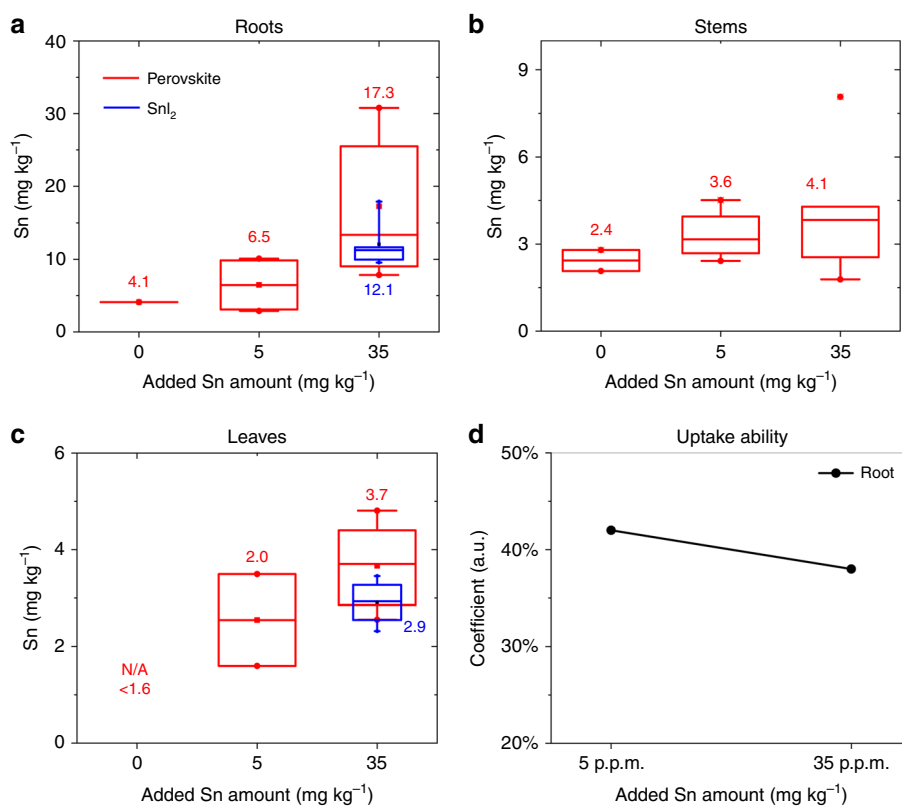 a
Roots
40
30
20
10
0
Sn (mg kg⁻¹)
Perovskite
SnI₂
4.1
6.5
17.3
12.1
0
5
35
Added Sn amount (mg kg⁻¹)
b
Stems
9
6
3
0
Sn (mg kg⁻¹)
2.4
3.6
4.1
0
5
35
Added Sn amount (mg kg⁻¹)
c
Leaves
6
4
2
0
Sn (mg kg⁻¹)
N/A
<1.6
2.0
3.7
2.9
0
5
35
Added Sn amount (mg kg⁻¹)
d
Uptake ability
50%
40%
30%
20%
Coefficient (a.u.)
Root
5 p.p.m.
35 p.p.m.
Added Sn amount (mg kg⁻¹)